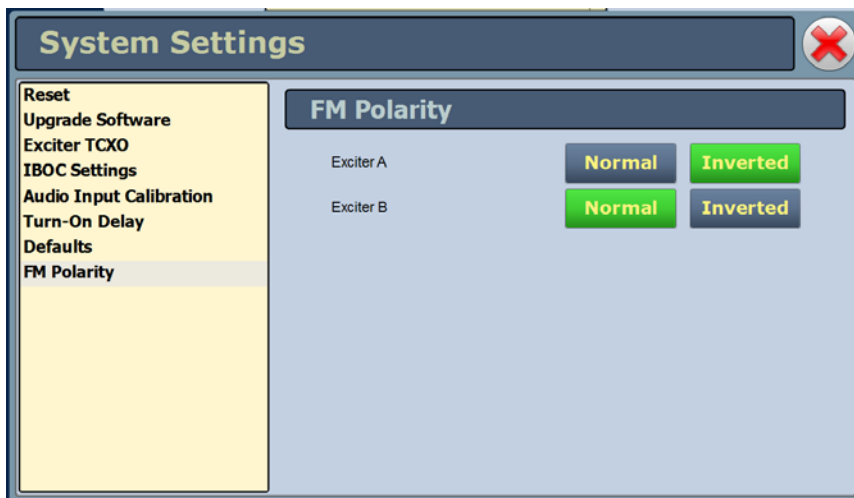 System Settings
Reset
Upgrade Software
Exciter TCXO
IBOC Settings
Audio Input Calibration
Turn-On Delay
Defaults
FM Polarity
FM Polarity
Exciter A Normal Inverted
Exciter B Normal Inverted